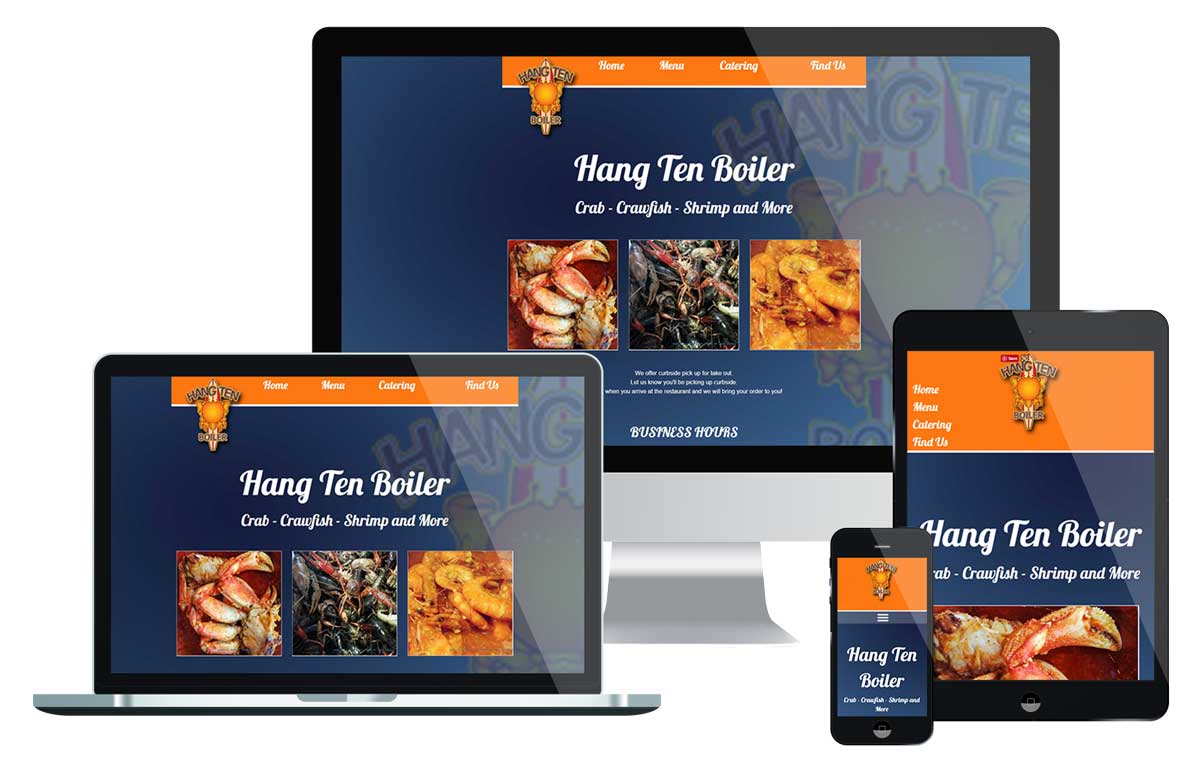 Home Menu Catering Find Us
HANG TEN
BOILER
HANG TEN
Hang Ten Boiler
Crab - Crawfish - Shrimp and More
We offer curbside pick up for take out.
Let us know you'll be picking up curbside.
when you arrive at the restaurant and we will bring your order to you!
BUSINESS HOURS
BO
Home Menu Catering Find Us
HANG TEN
BOILER
HANG
Hang Ten Boiler
Crab - Crawfish - Shrimp and More
Save
HANG TEN
BOILER
Home
Menu
Catering
Find Us
Hang Ten Boiler
rab - Crawfish - Shrimp and More
HANG TEN
Hang Ten
Boiler
Crab - Crawfish - Shrimp and
More